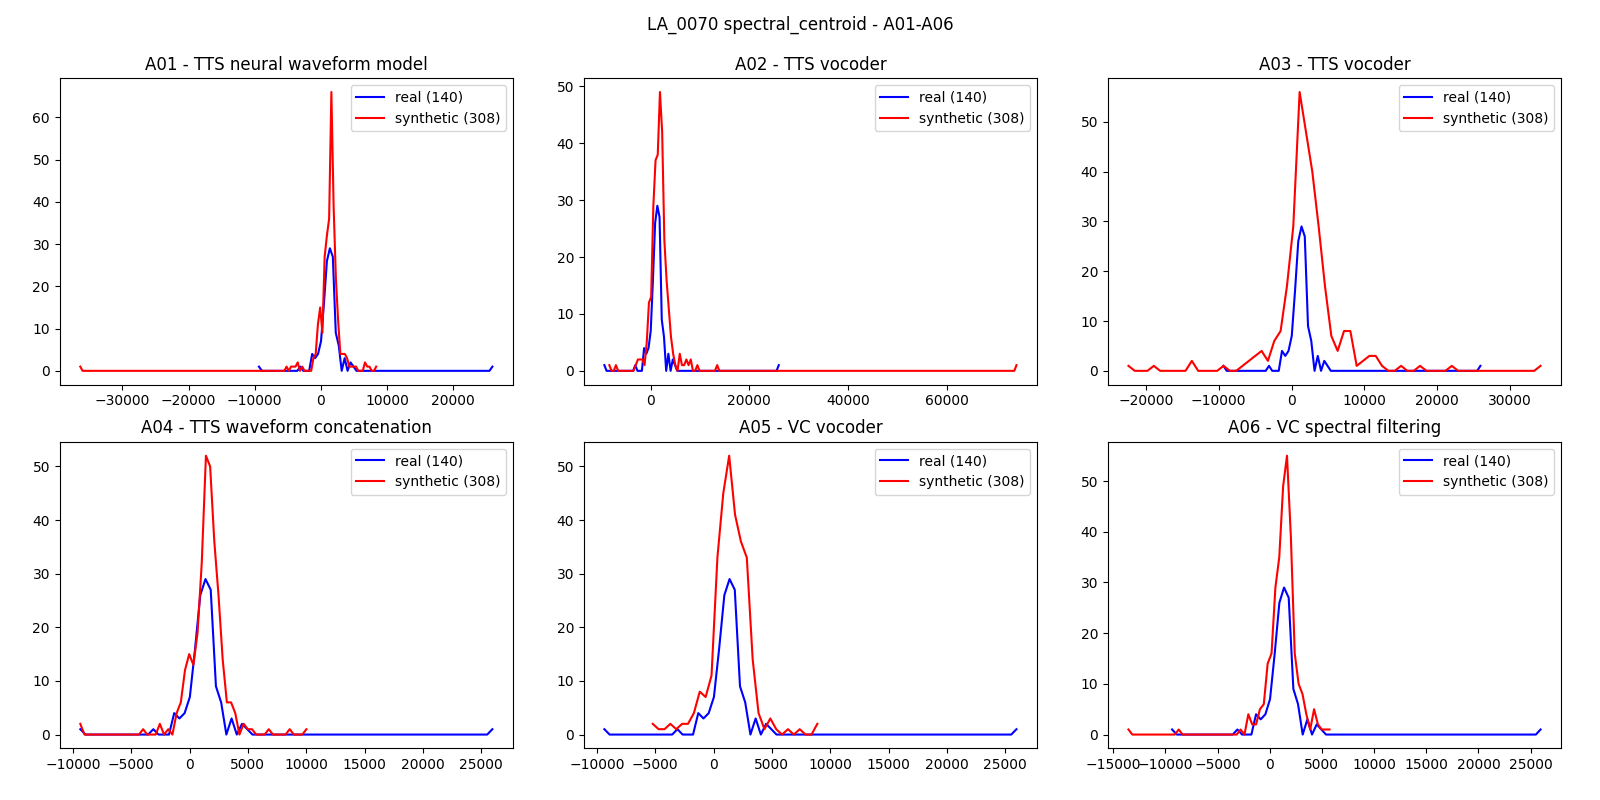 LA_0070 spectral_centroid - A01-A06
A01 - TTS neural waveform model
real (140)
synthetic (308)
60
50
40
30
20
10
0
−30000 −20000 −10000 0 10000 20000
A02 - TTS vocoder
real (140)
synthetic (308)
50
40
30
20
10
0
0 20000 40000 60000
A03 - TTS vocoder
real (140)
synthetic (308)
50
40
30
20
10
0
−20000 −10000 0 10000 20000 30000
A04 - TTS waveform concatenation
real (140)
synthetic (308)
50
40
30
20
10
0
−10000 −5000 0 5000 10000 15000 20000 25000
A05 - VC vocoder
real (140)
synthetic (308)
50
40
30
20
10
0
−10000 −5000 0 5000 10000 15000 20000 25000
A06 - VC spectral filtering
real (140)
synthetic (308)
50
40
30
20
10
0
−15000 −10000 −5000 0 5000 10000 15000 20000 25000